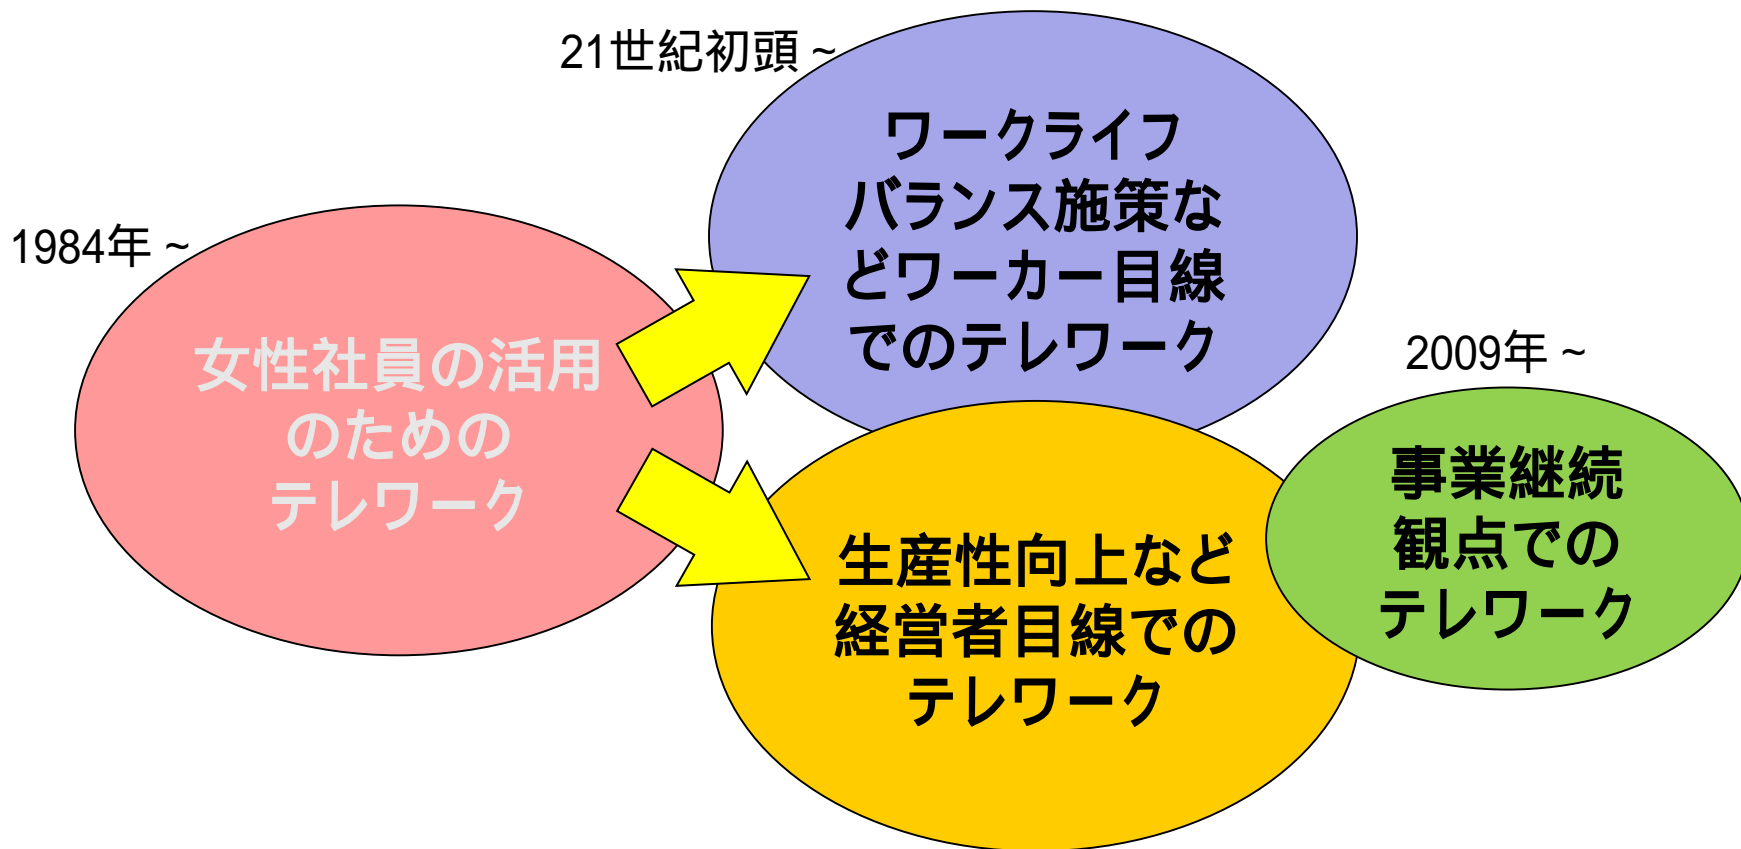 21世紀初頭 ~
ワークライフ
バランス施策な
どワーカー目線
でのテレワーク
1984年 ~
女性社員の活用
のための
テレワーク
2009年 ~
事業継続
観点での
テレワーク
生産性向上など
経営者目線での
テレワーク